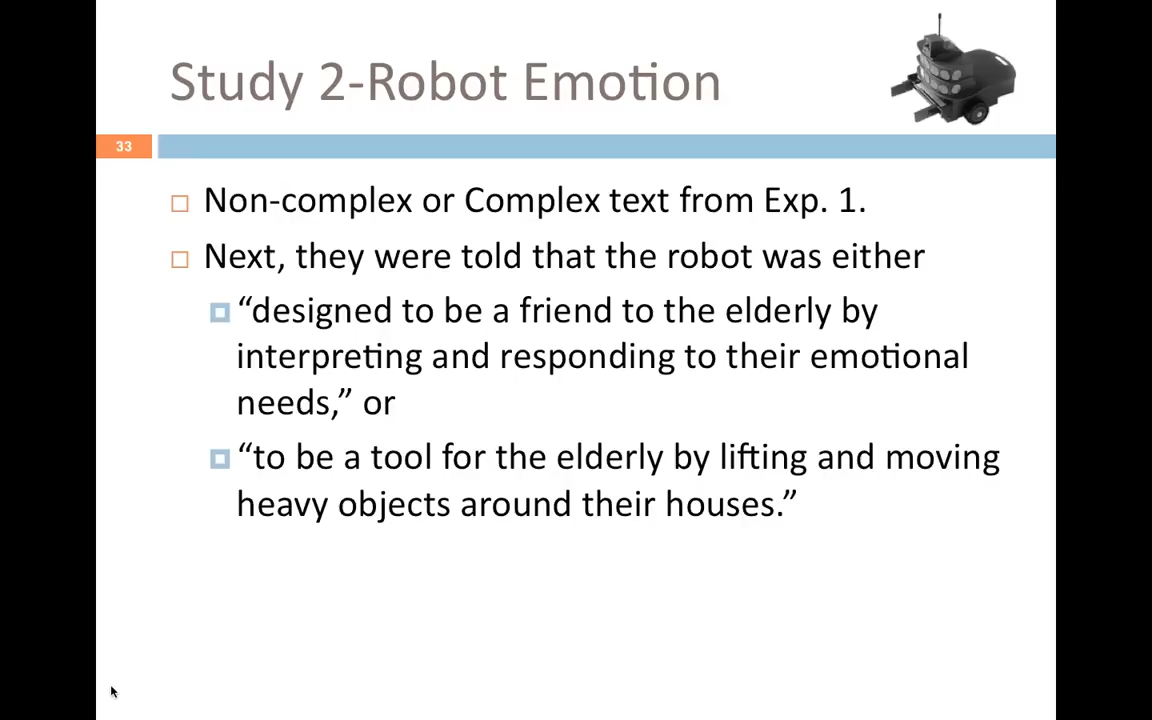 Study 2-Robot Emotion
33
Non-complex or Complex text from Exp. 1.
Next, they were told that the robot was either
“designed to be a friend to the elderly by
interpreting and responding to their emotional
needs,” or
“to be a tool for the elderly by lifting and moving
heavy objects around their houses.”